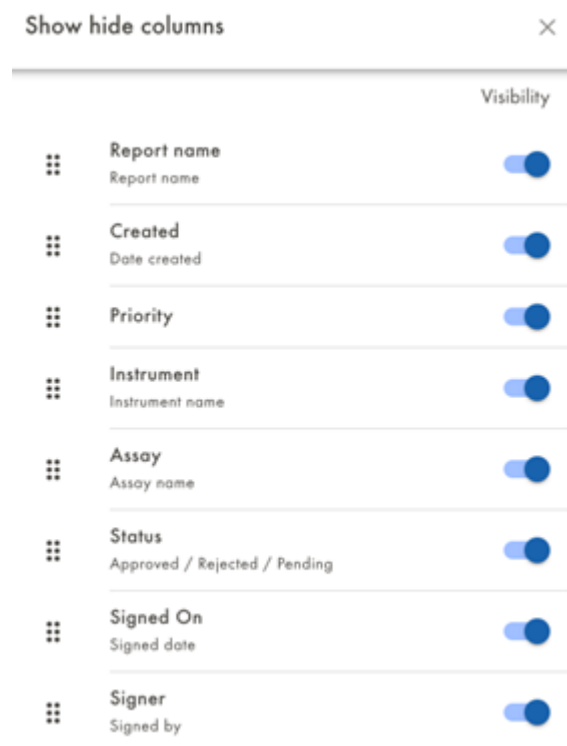 Show hide columns
Visibility
Report name
Report name
Created
Date created
Priority
Instrument
Instrument name
Assay
Assay name
Status
Approved / Rejected / Pending
Signed On
Signed date
Signer
Signed by